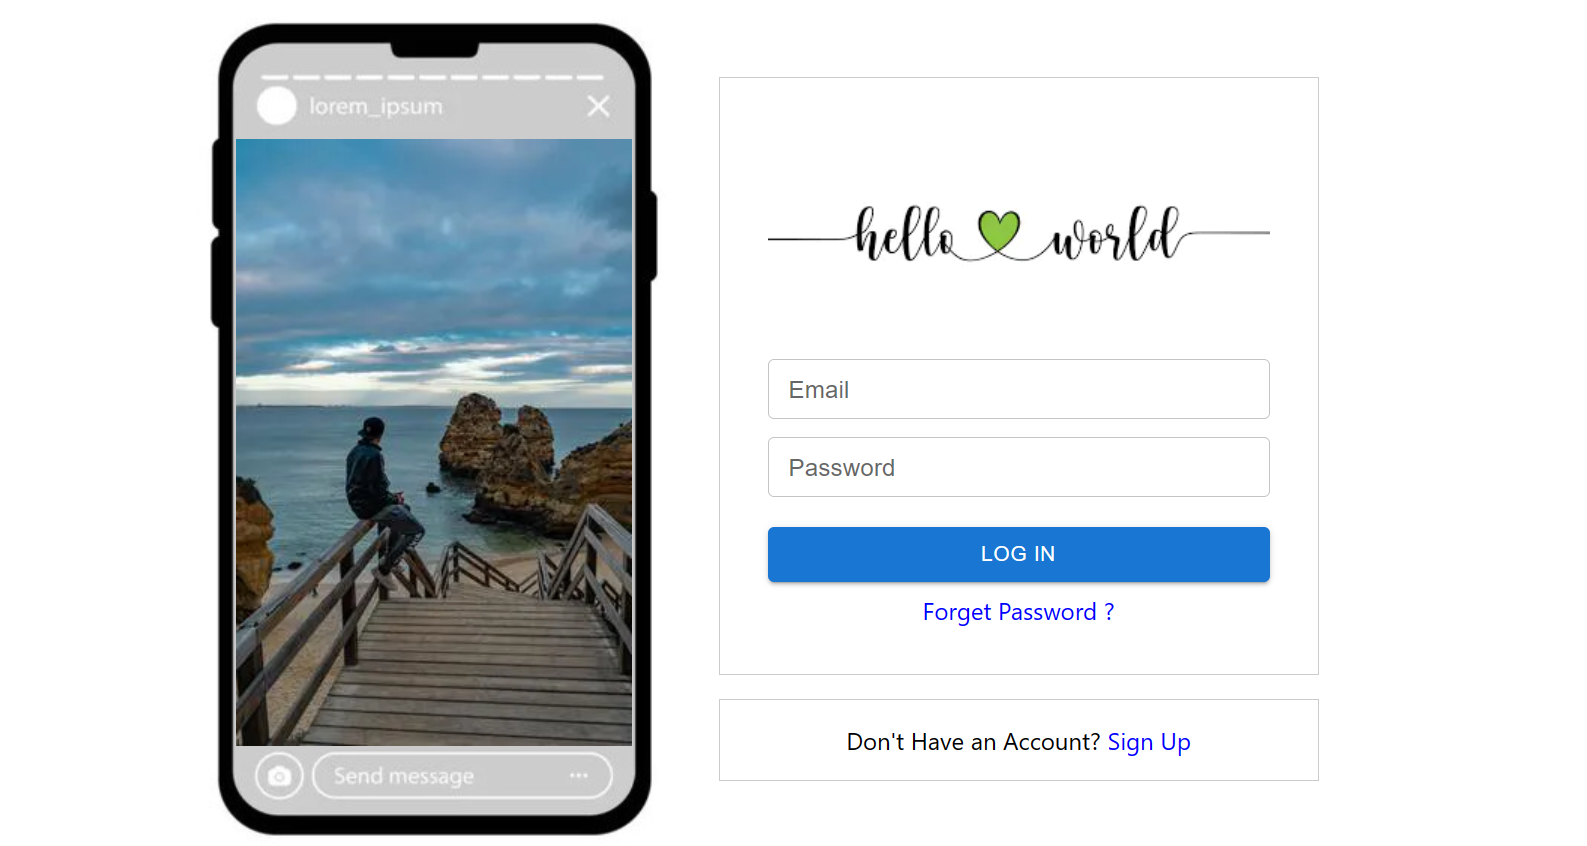 lorem_ipsum
Send message
hello world
Email
Password
LOG IN
Forget Password ?
Don't Have an Account? Sign Up